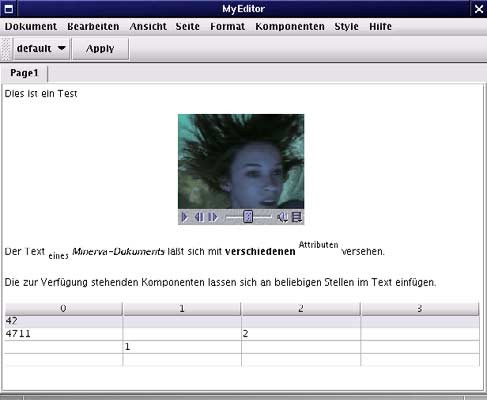 MyEditor
Dokument Bearbeiten Ansicht Seite Format Komponenten Style Hilfe
default Apply
Page1
Dies ist ein Test
Der Text eines Minerva-Dokuments läßt sich mit verschiedenen Attributen versehen.
Die zur Verfügung stehenden Komponenten lassen sich an beliebigen Stellen im Text einfügen.
0 1 2 3
42
4711 2
1